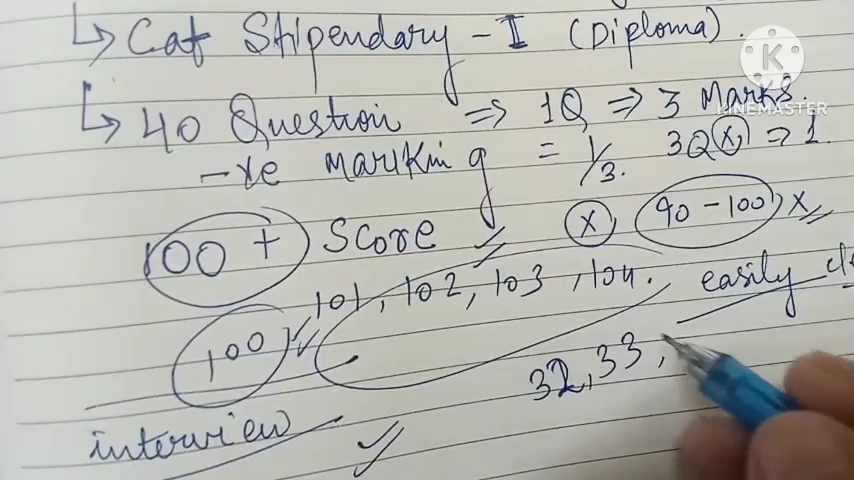 ↳ Cat Stipendary - I (Diploma).
↳ 40 Question ⇒ 1Q ⇒ 3 Marks.
-ve marking = 1/3. 3Q(x) ⇒ 1.
100 + Score (x), 90 - 100, x
100, 101, 102, 103, 104. easily
32, 33,
interview
K
KINEMASTER